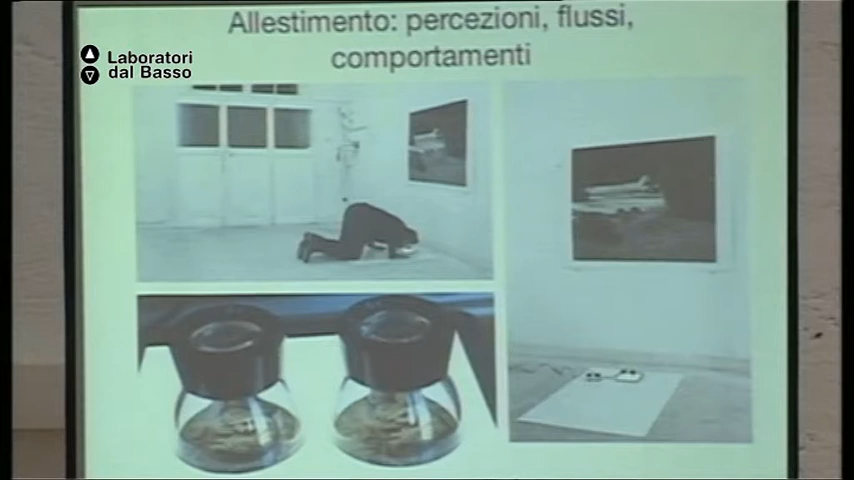 Allestimento: percezioni, flussi,
comportamenti
Laboratori
dal Basso